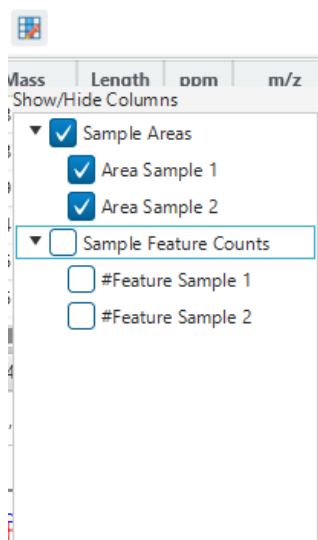 Mass Length ppm m/z
Show/Hide Columns
Sample Areas
Area Sample 1
Area Sample 2
Sample Feature Counts
#Feature Sample 1
#Feature Sample 2